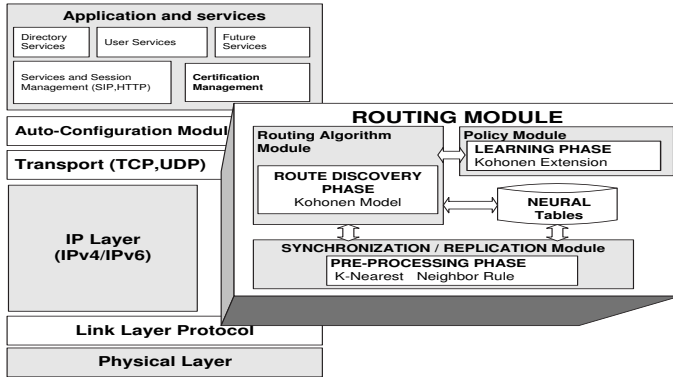 Application and services
Directory
Services
User Services
Future
Services
Services and Session
Management (SIP,HTTP)
Certification
Management
Auto-Configuration Modul
Transport (TCP,UDP)
IP Layer
(IPv4/IPv6)
Link Layer Protocol
Physical Layer
ROUTING MODULE
Routing Algorithm
Module
ROUTE DISCOVERY
PHASE
Kohonen Model
Policy Module
LEARNING PHASE
Kohonen Extension
NEURAL
Tables
SYNCHRONIZATION / REPLICATION Module
PRE-PROCESSING PHASE
K-Nearest Neighbor Rule